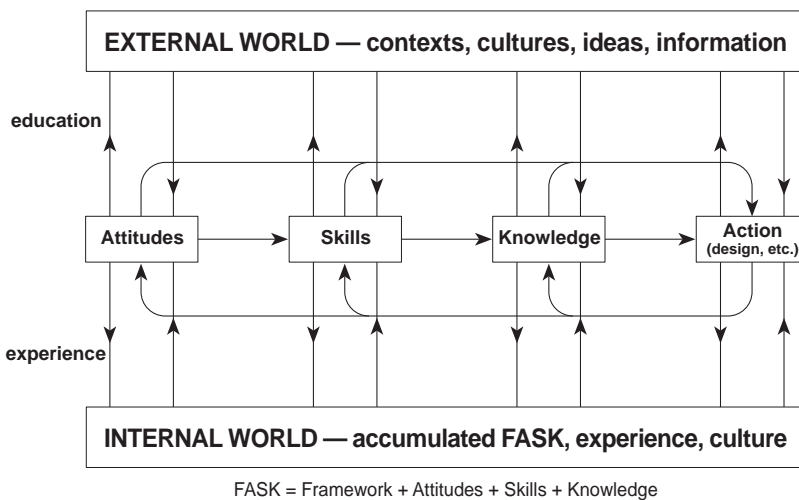 EXTERNAL WORLD — contexts, cultures, ideas, information
education
Attitudes
Skills
Knowledge
Action
(design, etc.)
experience
INTERNAL WORLD — accumulated FASK, experience, culture
FASK = Framework + Attitudes + Skills + Knowledge